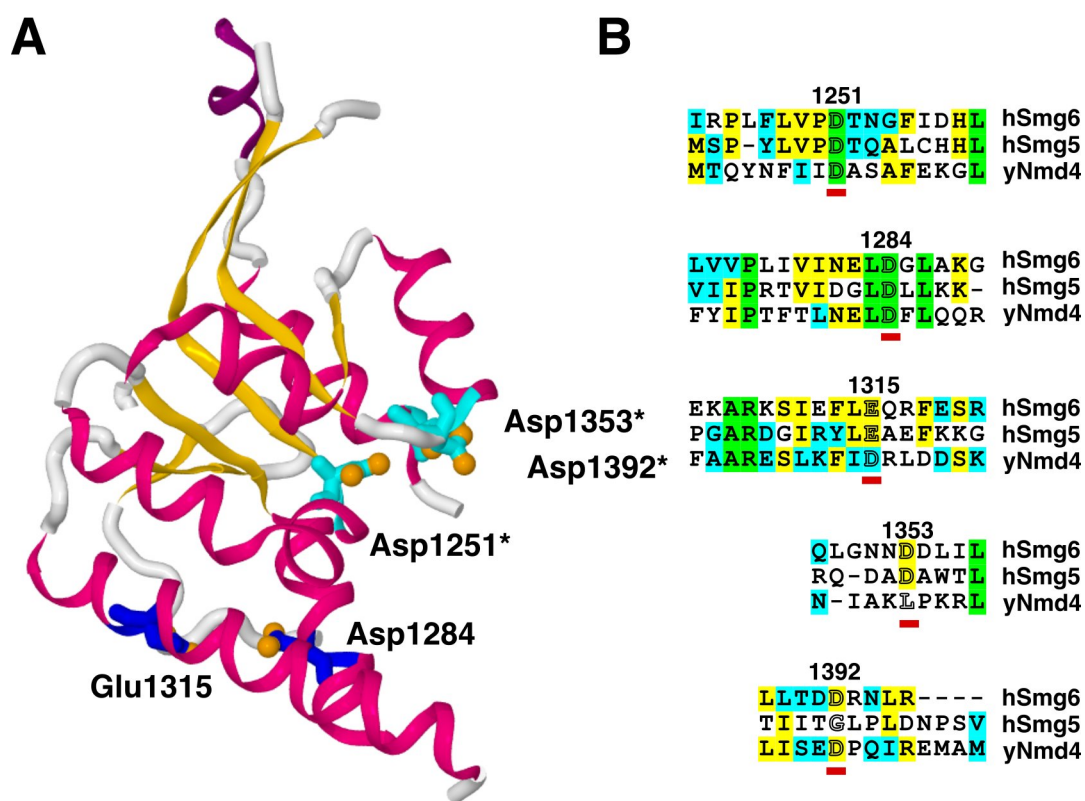 A
Asp1353*
Asp1392*
Asp1251*
Asp1284
Glu1315
B
1251
IRPLFLVPDTNGFIDHL hSmg6
MSP-YLVPDTQALCHHL hSmg5
MTQYNFIIDASAFEKGL yNmd4
1284
LVVPLIVINELDGLAKG hSmg6
VIIPRTVIDGLDLLKK- hSmg5
FYIPTFTLNELDFLQQR yNmd4
1315
EKARKSIEFLEQRFESR hSmg6
PGARDGIRYLEAEFKKG hSmg5
FAARESLKFIDRLDDSK yNmd4
1353
QLGNNDDLIL hSmg6
RQ-DADAWTL hSmg5
N-IAKLPKRL yNmd4
1392
LLTDDRNLR---- hSmg6
TIITGLPLDNPSV hSmg5
LISEDPQIREMAM yNmd4